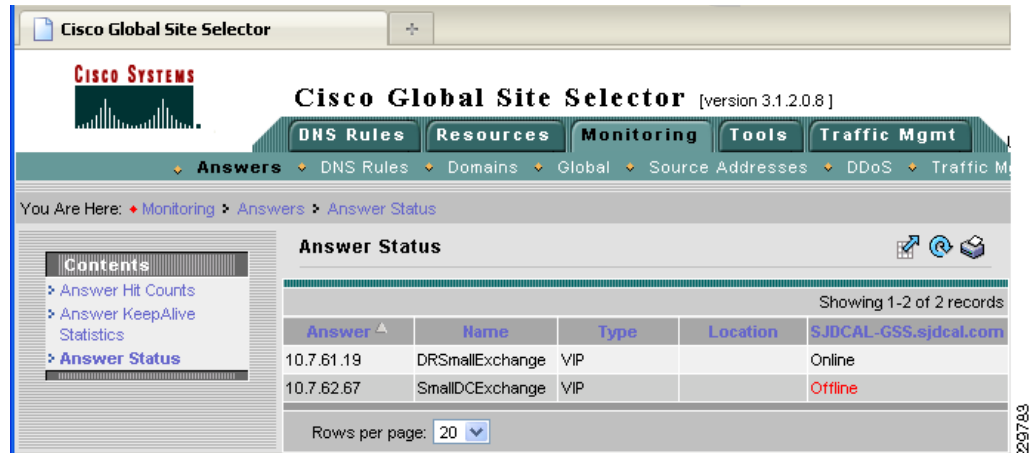 Cisco Global Site Selector
CISCO SYSTEMS
Cisco Global Site Selector [version 3.1.2.0.8 ]
DNS Rules Resources Monitoring Tools Traffic Mgmt
Answers DNS Rules Domains Global Source Addresses DDoS Traffic
You Are Here: Monitoring Answers Answer Status
Contents
Answer Hit Counts
Answer KeepAlive
Statistics
Answer Status
Answer Status
Showing 1-2 of 2 records
Answer Name Type Location SJDCAL-GSS.sjdcal.com
10.7.61.19 DRSmallExchange VIP Online
10.7.62.67 SmallDCExchange VIP Offline
Rows per page: 20
229783